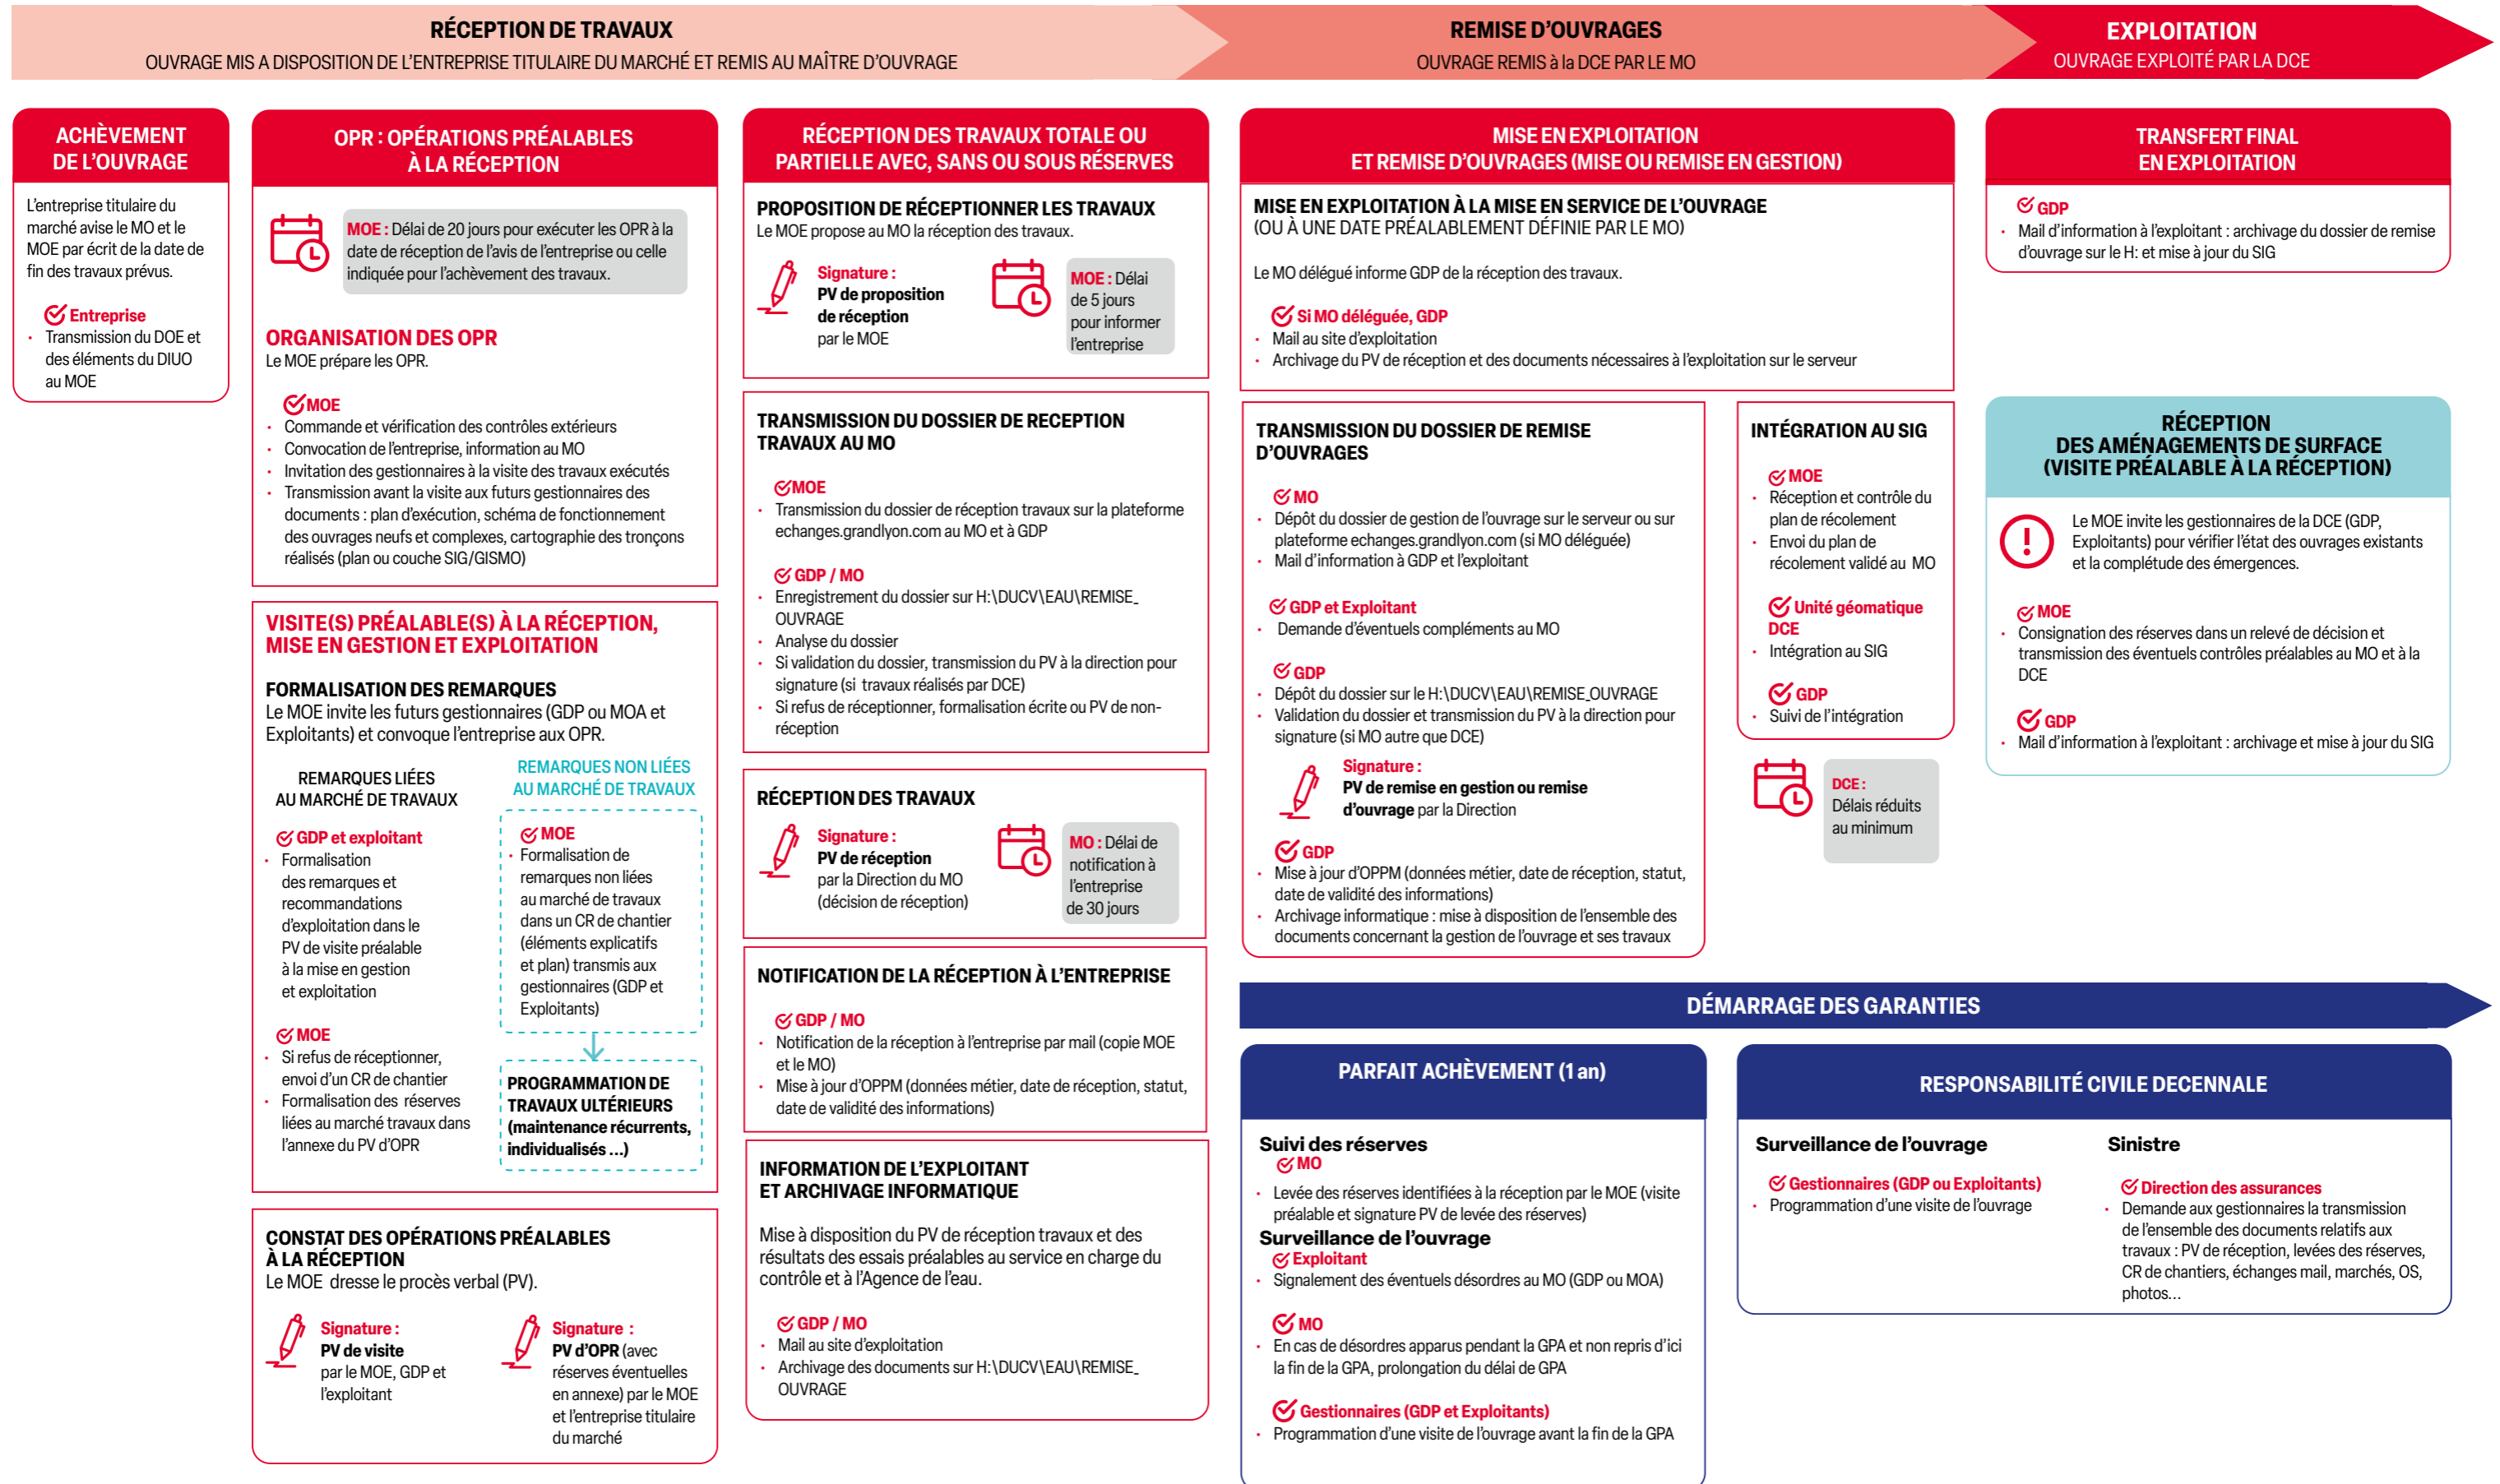 RÉCEPTION DE TRAVAUX
OUVRAGE MIS A DISPOSITION DE L'ENTREPRISE TITULAIRE DU MARCHÉ ET REMIS AU MAÎTRE D'OUVRAGE
REMISE D'OUVRAGES
OUVRAGE REMIS à la DCE PAR LE MO
EXPLOITATION
OUVRAGE EXPLOITÉ PAR LA DCE
ACHÈVEMENT
DE L'OUVRAGE
L'entreprise titulaire du
marché avise le MO et le
MOE par écrit de la date de
fin des travaux prévus.
Entreprise
• Transmission du DOE et
des éléments du DIUO
au MOE
OPR : OPÉRATIONS PRÉALABLES
À LA RÉCEPTION
MOE : Délai de 20 jours pour exécuter les OPR à la
date de réception de l'avis de l'entreprise ou celle
indiquée pour l'achèvement des travaux.
ORGANISATION DES OPR
Le MOE prépare les OPR.
MOE
• Commande et vérification des contrôles extérieurs
• Convocation de l'entreprise, information au MO
• Invitation des gestionnaires à la visite des travaux exécutés
• Transmission avant la visite aux futurs gestionnaires des
documents : plan d'exécution, schéma de fonctionnement
des ouvrages neufs et complexes, cartographie des tronçons
réalisés (plan ou couche SIG/GISMO)
VISITE(S) PRÉALABLE(S) À LA RÉCEPTION,
MISE EN GESTION ET EXPLOITATION
FORMALISATION DES REMARQUES
Le MOE invite les futurs gestionnaires (GDP ou MOA et
Exploitants) et convoque l'entreprise aux OPR.
REMARQUES LIÉES
AU MARCHÉ DE TRAVAUX
GDP et exploitant
• Formalisation
des remarques et
recommandations
d'exploitation dans le
PV de visite préalable
à la mise en gestion
et exploitation
MOE
• Si refus de réceptionner,
envoi d'un CR de chantier
• Formalisation des réserves
liées au marché travaux dans
l'annexe du PV d'OPR
REMARQUES NON LIÉES
AU MARCHÉ DE TRAVAUX
MOE
• Formalisation de
remarques non liées
au marché de travaux
dans un CR de chantier
(éléments explicatifs
et plan) transmis aux
gestionnaires (GDP et
Exploitants)
PROGRAMMATION DE
TRAVAUX ULTÉRIEURS
(maintenance récurrents,
individualisés ...)
CONSTAT DES OPÉRATIONS PRÉALABLES
À LA RÉCEPTION
Le MOE dresse le procès verbal (PV).
Signature :
PV de visite
par le MOE, GDP et
l'exploitant
Signature :
PV d'OPR (avec
réserves éventuelles
en annexe) par le MOE
et l'entreprise titulaire
du marché
RÉCEPTION DES TRAVAUX TOTALE OU
PARTIELLE AVEC, SANS OU SOUS RÉSERVES
PROPOSITION DE RÉCEPTIONNER LES TRAVAUX
Le MOE propose au MO la réception des travaux.
Signature :
PV de proposition
de réception
par le MOE
MOE : Délai
de 5 jours
pour informer
l'entreprise
TRANSMISSION DU DOSSIER DE RECEPTION
TRAVAUX AU MO
MOE
• Transmission du dossier de réception travaux sur la plateforme
echanges.grandlyon.com au MO et à GDP
GDP / MO
• Enregistrement du dossier sur H:\DUCV\EAU\REMISE_
OUVRAGE
• Analyse du dossier
• Si validation du dossier, transmission du PV à la direction pour
signature (si travaux réalisés par DCE)
• Si refus de réceptionner, formalisation écrite ou PV de non-
réception
RÉCEPTION DES TRAVAUX
Signature :
PV de réception
par la Direction du MO
(décision de réception)
MO : Délai de
notification à
l'entreprise
de 30 jours
NOTIFICATION DE LA RÉCEPTION À L'ENTREPRISE
GDP / MO
• Notification de la réception à l'entreprise par mail (copie MOE
et le MO)
• Mise à jour d'OPPM (données métier, date de réception, statut,
date de validité des informations)
INFORMATION DE L'EXPLOITANT
ET ARCHIVAGE INFORMATIQUE
Mise à disposition du PV de réception travaux et des
résultats des essais préalables au service en charge du
contrôle et à l'Agence de l'eau.
GDP / MO
• Mail au site d'exploitation
• Archivage des documents sur H:\DUCV\EAU\REMISE_
OUVRAGE
MISE EN EXPLOITATION
ET REMISE D'OUVRAGES (MISE OU REMISE EN GESTION)
MISE EN EXPLOITATION À LA MISE EN SERVICE DE L'OUVRAGE
(OU À UNE DATE PRÉALABLEMENT DÉFINIE PAR LE MO)
Le MO délégué informe GDP de la réception des travaux.
Si MO déléguée, GDP
• Mail au site d'exploitation
• Archivage du PV de réception et des documents nécessaires à l'exploitation sur le serveur
TRANSMISSION DU DOSSIER DE REMISE
D'OUVRAGES
MO
• Dépôt du dossier de gestion de l'ouvrage sur le serveur ou sur
plateforme echanges.grandlyon.com (si MO déléguée)
• Mail d'information à GDP et l'exploitant
GDP et Exploitant
• Demande d'éventuels compléments au MO
GDP
• Dépôt du dossier sur le H:\DUCV\EAU\REMISE_OUVRAGE
• Validation du dossier et transmission du PV à la direction pour
signature (si MO autre que DCE)
Signature :
PV de remise en gestion ou remise
d'ouvrage par la Direction
GDP
• Mise à jour d'OPPM (données métier, date de réception, statut,
date de validité des informations)
• Archivage informatique : mise à disposition de l'ensemble des
documents concernant la gestion de l'ouvrage et ses travaux
INTÉGRATION AU SIG
MOE
• Réception et contrôle du
plan de récolement
• Envoi du plan de
récolement validé au MO
Unité géomatique
DCE
• Intégration au SIG
GDP
• Suivi de l'intégration
DCE :
Délais réduits
au minimum
TRANSFERT FINAL
EN EXPLOITATION
GDP
• Mail d'information à l'exploitant : archivage du dossier de remise
d'ouvrage sur le H: et mise à jour du SIG
RÉCEPTION
DES AMÉNAGEMENTS DE SURFACE
(VISITE PRÉALABLE À LA RÉCEPTION)
Le MOE invite les gestionnaires de la DCE (GDP,
Exploitants) pour vérifier l'état des ouvrages existants
et la complétude des émergences.
MOE
• Consignation des réserves dans un relevé de décision et
transmission des éventuels contrôles préalables au MO et à la
DCE
GDP
• Mail d'information à l'exploitant : archivage et mise à jour du SIG
DÉMARRAGE DES GARANTIES
PARFAIT ACHÈVEMENT (1 an)
Suivi des réserves
MO
• Levée des réserves identifiées à la réception par le MOE (visite
préalable et signature PV de levée des réserves)
Surveillance de l'ouvrage
Exploitant
• Signalement des éventuels désordres au MO (GDP ou MOA)
MO
• En cas de désordres apparus pendant la GPA et non repris d'ici
la fin de la GPA, prolongation du délai de GPA
Gestionnaires (GDP et Exploitants)
• Programmation d'une visite de l'ouvrage avant la fin de la GPA
RESPONSABILITÉ CIVILE DECENNALE
Surveillance de l'ouvrage
Gestionnaires (GDP ou Exploitants)
• Programmation d'une visite de l'ouvrage
Sinistre
Direction des assurances
• Demande aux gestionnaires la transmission
de l'ensemble des documents relatifs aux
travaux : PV de réception, levées des réserves,
CR de chantiers, échanges mail, marchés, OS,
photos...